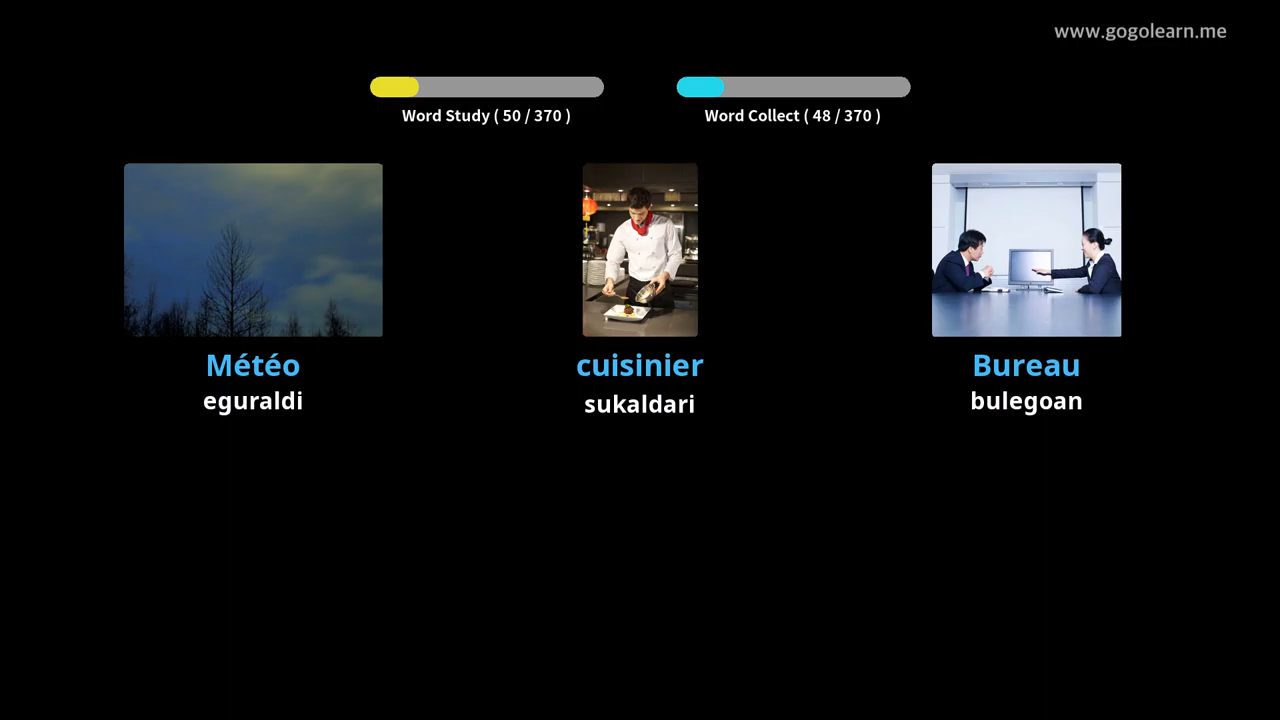 www.gogolearn.me
Word Study ( 50 / 370 )
Word Collect ( 48 / 370 )
Météo
cuisinier
Bureau
eguraldi
sukaldari
bulegoan